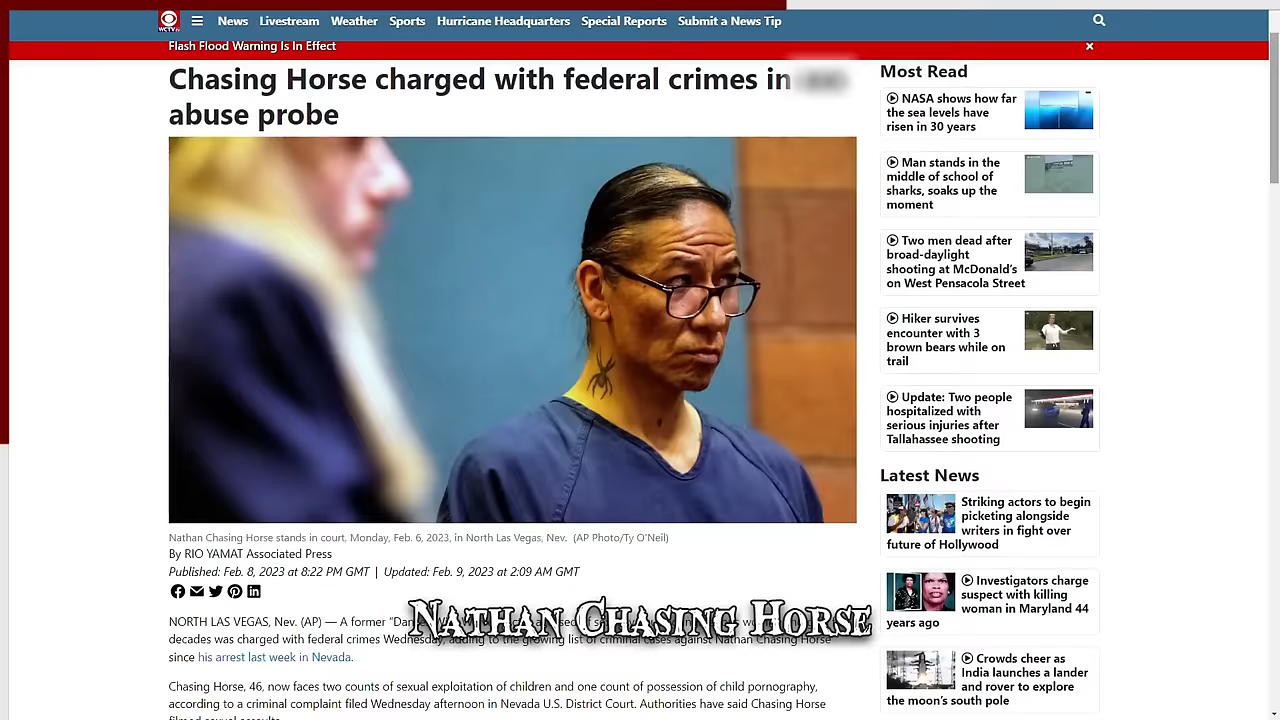 WCTV
News Livestream Weather Sports Hurricane Headquarters Special Reports Submit a News Tip
Flash Flood Warning Is In Effect
Chasing Horse charged with federal crimes in
abuse probe
Nathan Chasing Horse stands in court, Monday, Feb. 6, 2023, in North Las Vegas, Nev. (AP Photo/Ty O'Neil)
By RIO YAMAT Associated Press
Published: Feb. 8, 2023 at 8:22 PM GMT | Updated: Feb. 9, 2023 at 2:09 AM GMT
NATHAN CHASING HORSE
NORTH LAS VEGAS, Nev. (AP) — A former
decades was charged with federal crimes Wednesday, adding to the growing list of criminal cases against Nathan Chasing Horse
since his arrest last week in Nevada.
Chasing Horse, 46, now faces two counts of sexual exploitation of children and one count of possession of child pornography,
according to a criminal complaint filed Wednesday afternoon in Nevada U.S. District Court. Authorities have said Chasing Horse
filmed sexual assaults.
Most Read
NASA shows how far
the sea levels have
risen in 30 years
Man stands in the
middle of school of
sharks, soaks up the
moment
Two men dead after
broad-daylight
shooting at McDonald's
on West Pensacola Street
Hiker survives
encounter with 3
brown bears while on
trail
Update: Two people
hospitalized with
serious injuries after
Tallahassee shooting
Latest News
Striking actors to begin
picketing alongside
writers in fight over
future of Hollywood
Investigators charge
suspect with killing
woman in Maryland 44
years ago
Crowds cheer as
India launches a lander
and rover to explore
the moon's south pole